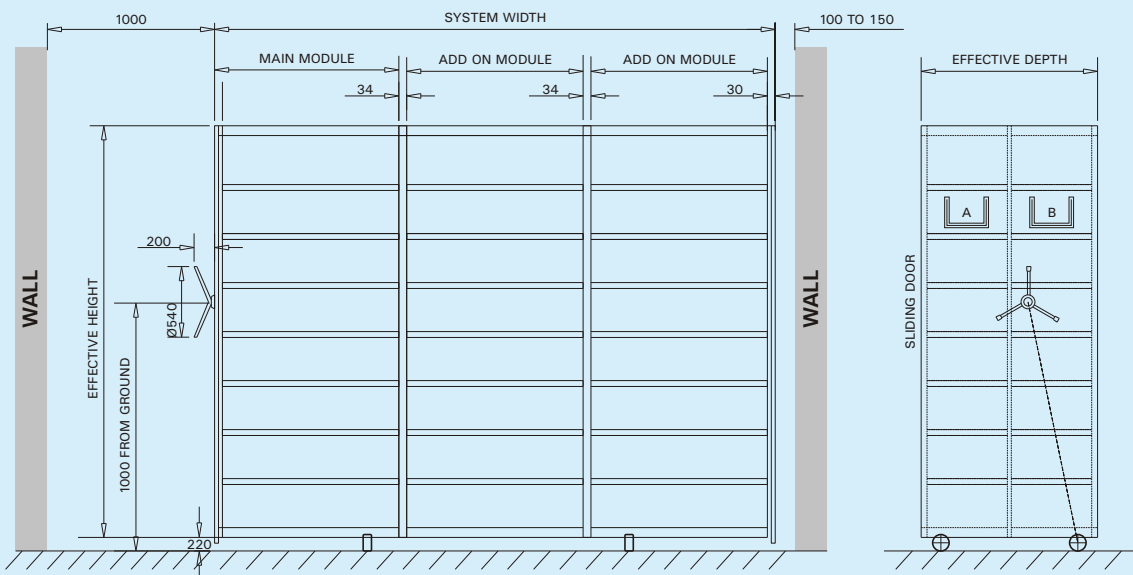 1000
SYSTEM WIDTH
100 TO 150
MAIN MODULE
ADD ON MODULE
ADD ON MODULE
EFFECTIVE DEPTH
34
34
30
WALL
EFFECTIVE HEIGHT
1000 FROM GROUND
200
Ø540
220
WALL
SLIDING DOOR
A
B